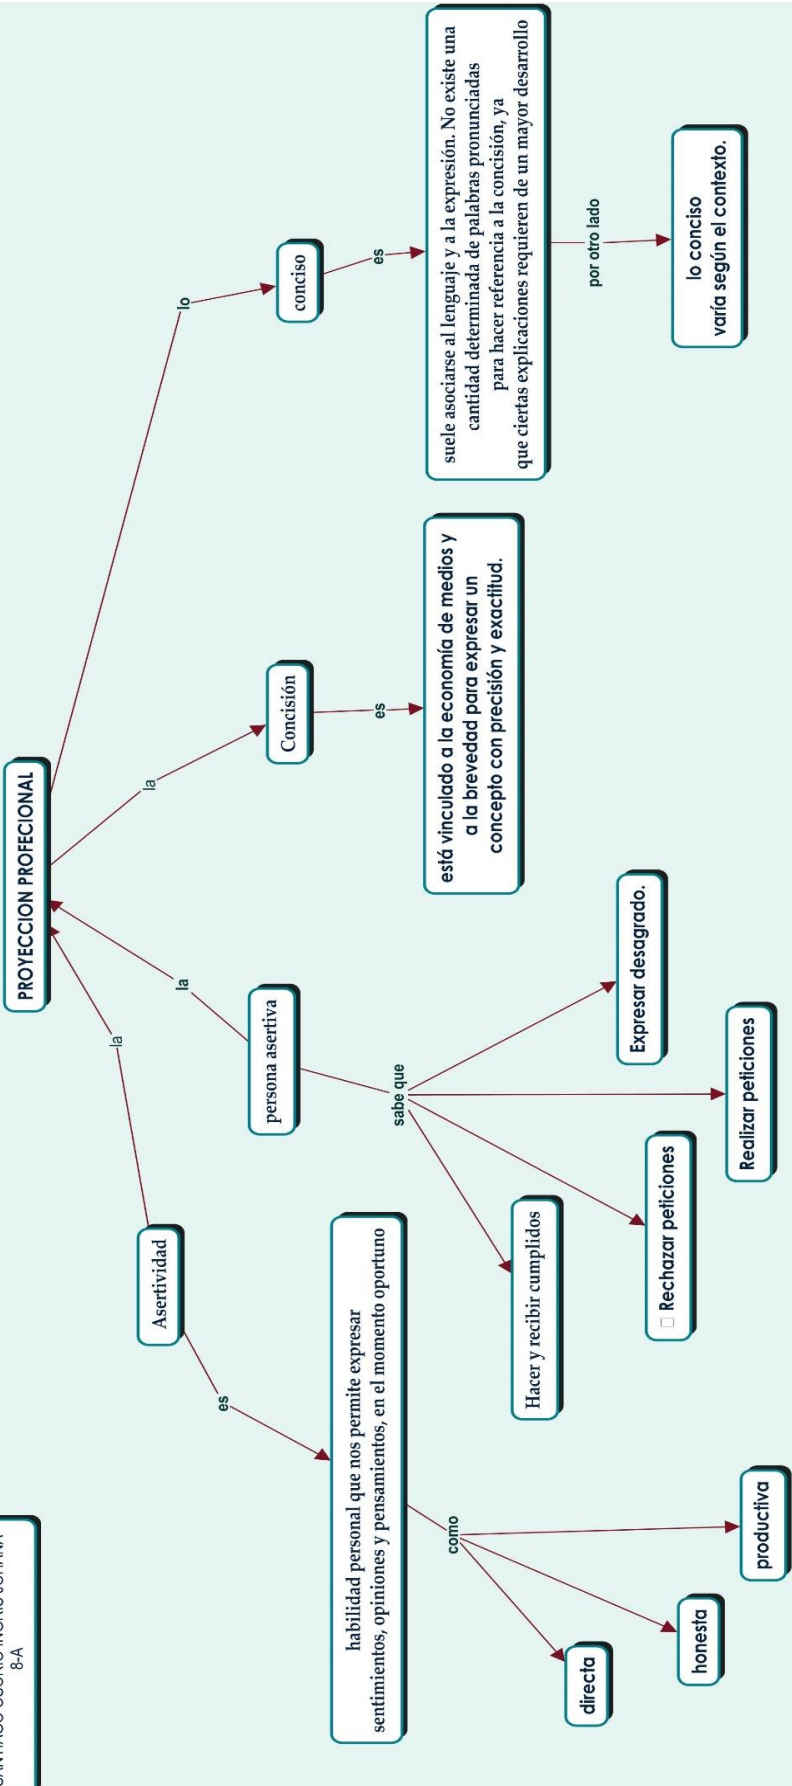 8-A
PROYECCION PROFECIONAL
la
la
la
lo
Asertividad
persona asertiva
Concisión
conciso
es
sabe que
es
es
habilidad personal que nos permite expresar
sentimientos, opiniones y pensamientos, en el momento oportuno
como
directa
honesta
productiva
Hacer y recibir cumplidos
Rechazar peticiones
Realizar peticiones
Expresar desagrado.
está vinculado a la economía de medios y
a la brevedad para expresar un
concepto con precisión y exactitud.
suele asociarse al lenguaje y a la expresión. No existe una
cantidad determinada de palabras pronunciadas
para hacer referencia a la concisión, ya
que ciertas explicaciones requieren de un mayor desarrollo
por otro lado
lo conciso
varía según el contexto.